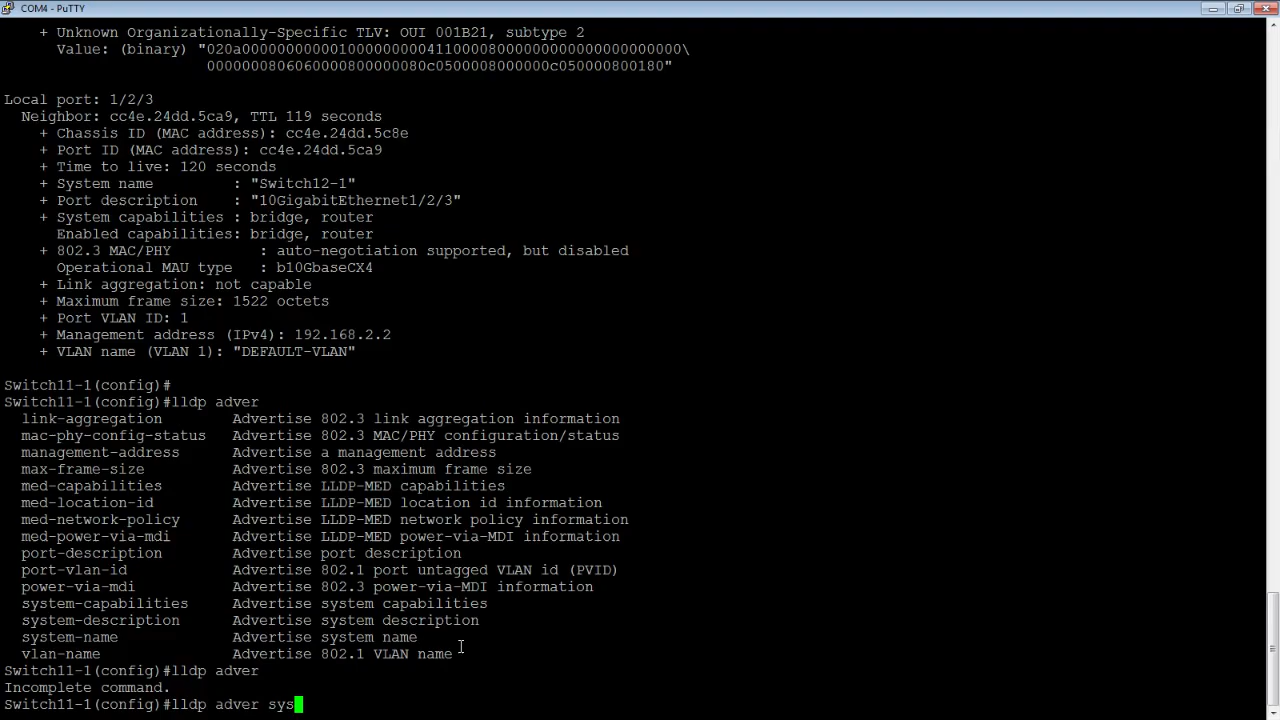 COM4 - PuTTY
+ Unknown Organizationally-Specific TLV: OUI 001B21, subtype 2
Value: (binary) "020a00000000000100000000041100008000000000000000000000\
0000000806060000800000080c0500008000000c050000800180"
Local port: 1/2/3
Neighbor: cc4e.24dd.5ca9, TTL 119 seconds
+ Chassis ID (MAC address): cc4e.24dd.5c8e
+ Port ID (MAC address): cc4e.24dd.5ca9
+ Time to live: 120 seconds
+ System name : "Switch12-1"
+ Port description : "10GigabitEthernet1/2/3"
+ System capabilities : bridge, router
Enabled capabilities: bridge, router
+ 802.3 MAC/PHY : auto-negotiation supported, but disabled
Operational MAU type : b10GbaseCX4
+ Link aggregation: not capable
+ Maximum frame size: 1522 octets
+ Port VLAN ID: 1
+ Management address (IPv4): 192.168.2.2
+ VLAN name (VLAN 1): "DEFAULT-VLAN"
Switch11-1(config)#
Switch11-1(config)#lldp adver
link-aggregation Advertise 802.3 link aggregation information
mac-phy-config-status Advertise 802.3 MAC/PHY configuration/status
management-address Advertise a management address
max-frame-size Advertise 802.3 maximum frame size
med-capabilities Advertise LLDP-MED capabilities
med-location-id Advertise LLDP-MED location id information
med-network-policy Advertise LLDP-MED network policy information
med-power-via-mdi Advertise LLDP-MED power-via-MDI information
port-description Advertise port description
port-vlan-id Advertise 802.1 port untagged VLAN id (PVID)
power-via-mdi Advertise 802.3 power-via-MDI information
system-capabilities Advertise system capabilities
system-description Advertise system description
system-name Advertise system name
vlan-name Advertise 802.1 VLAN name
Switch11-1(config)#lldp adver
Incomplete command.
Switch11-1(config)#lldp adver sys